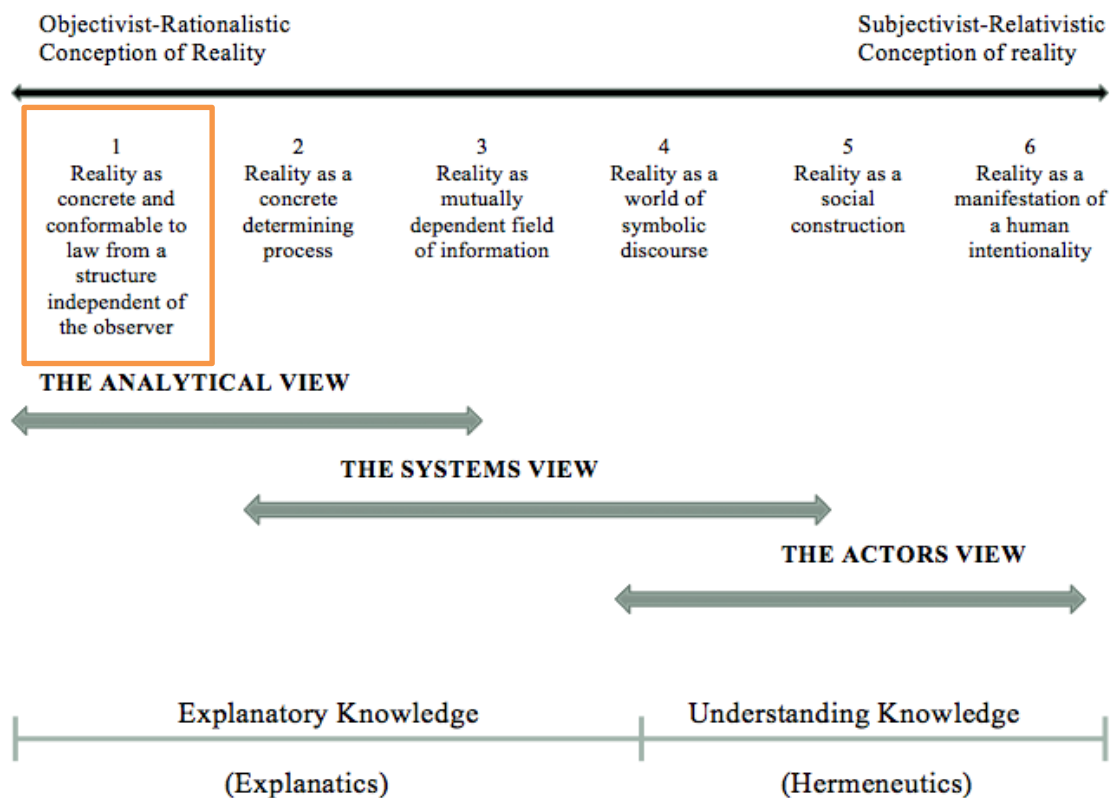 Objectivist-Rationalistic
Conception of Reality
Subjectivist-Relativistic
Conception of reality
1
Reality as
concrete and
conformable to
law from a
structure
independent of
the observer
2
Reality as a
concrete
determining
process
3
Reality as
mutually
dependent field
of information
4
Reality as a
world of
symbolic
discourse
5
Reality as a
social
construction
6
Reality as a
manifestation of
a human
intentionality
THE ANALYTICAL VIEW
THE SYSTEMS VIEW
THE ACTORS VIEW
Explanatory Knowledge
Understanding Knowledge
(Explanatics)
(Hermeneutics)